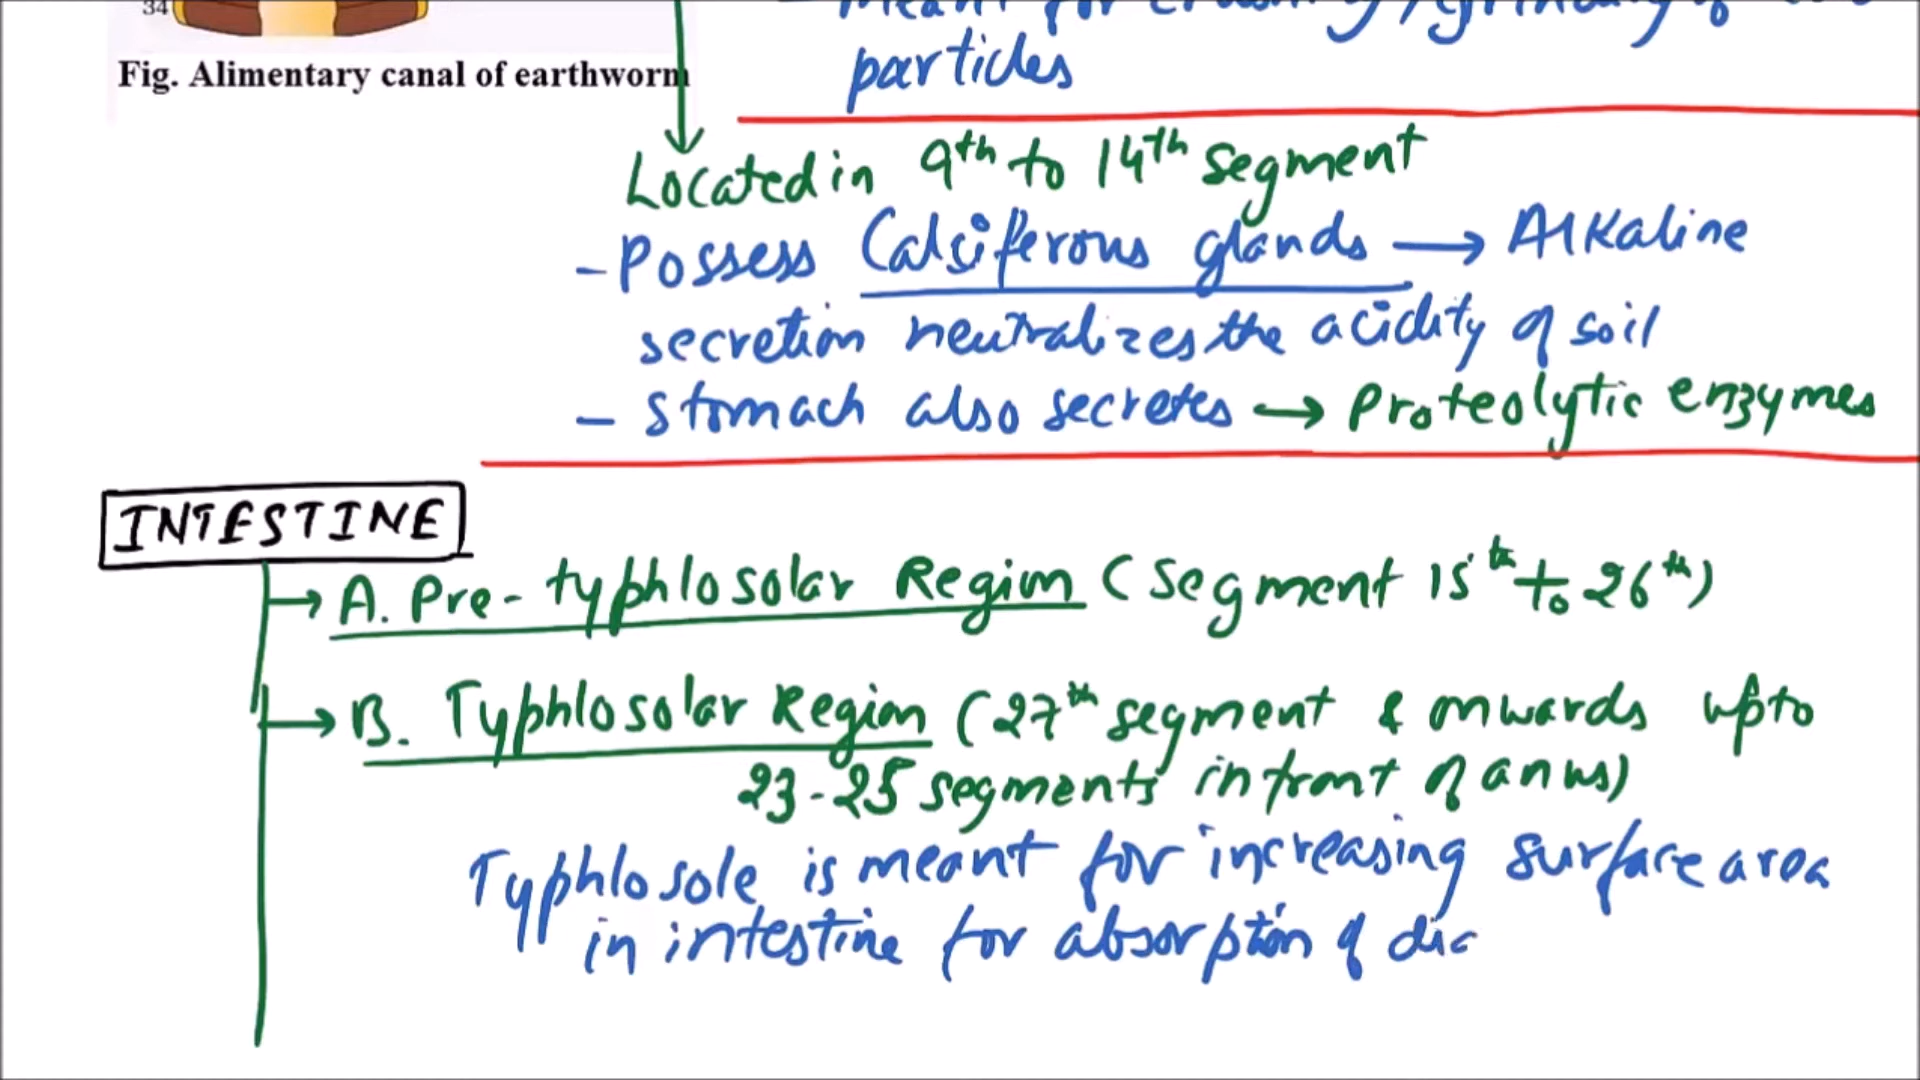 34
Fig. Alimentary canal of earthworm
particles
Located in 9th to 14th segment
- Possess Calsiferous glands → Alkaline
secretion neutralizes the acidity of soil
- Stomach also secretes → Proteolytic enzymes
INTESTINE
→ A. Pre-typhlosolar Region (Segment 15th to 26th)
→ B. Typhlosolar Region (27th segment & onwards upto
23-25 segments in front of anus)
Typhlosole is meant for increasing surface area
in intestine for absorption of dic